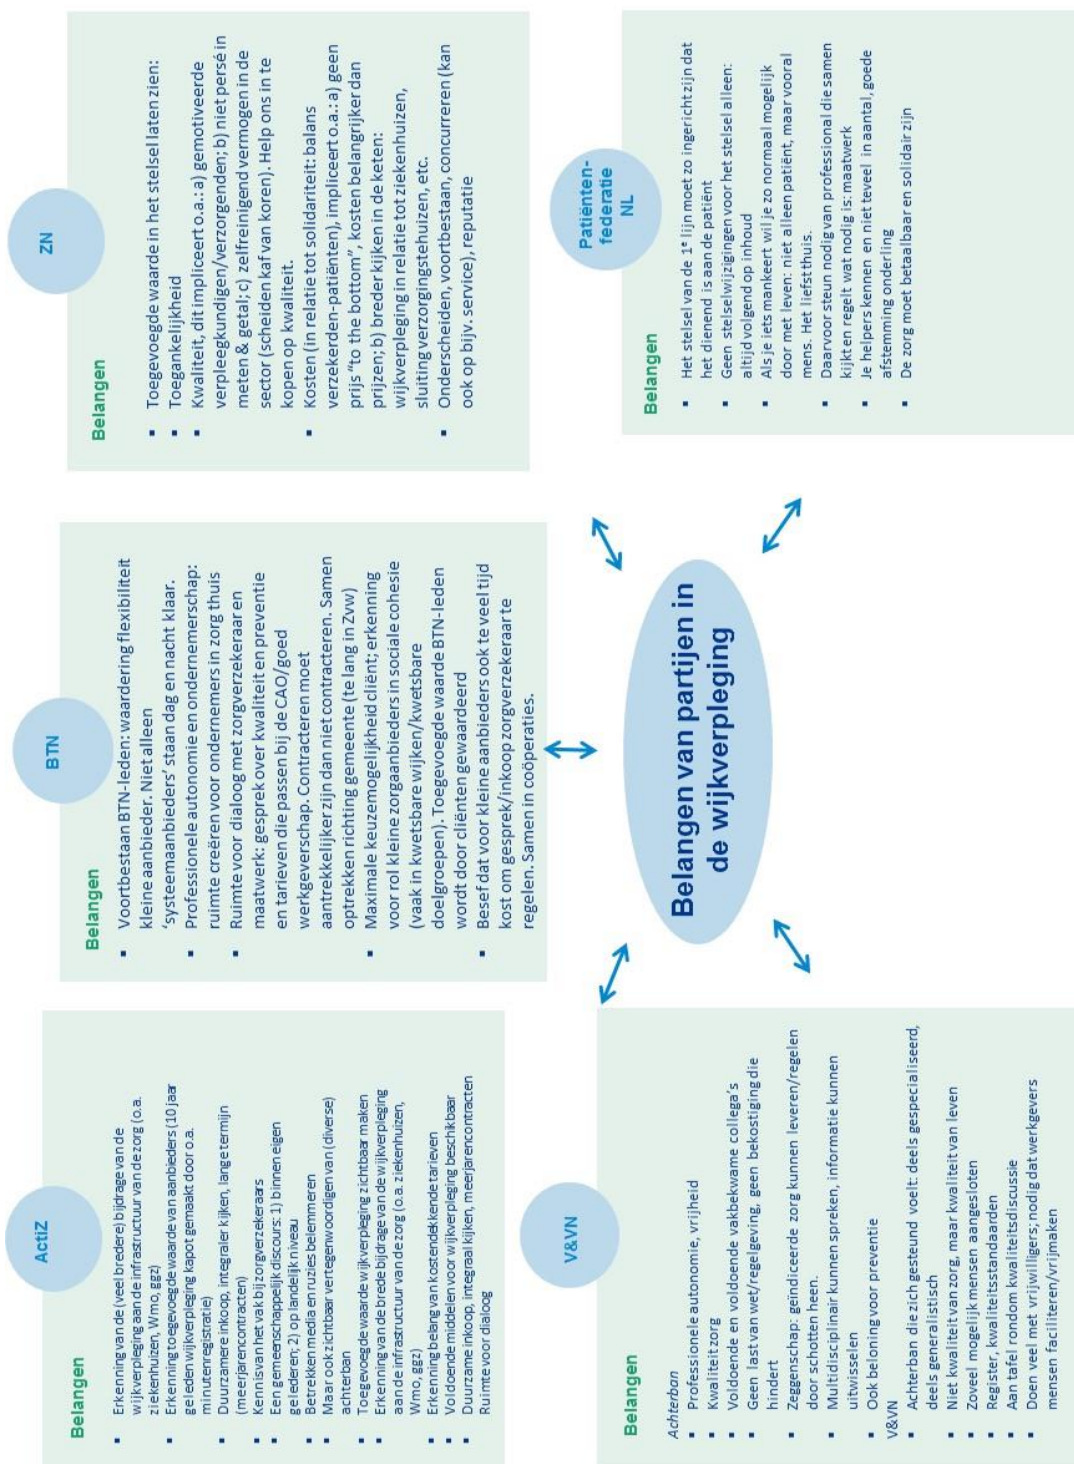 ActiZ
Belangen
▪ Erkenning van de (veel bredere) bijdrage van de
wijkverpleging aan de infrastructuur van de zorg (o.a.
ziekenhuizen, Wmo, ggz)
▪ Erkenning toegevoegde waarde van aanbieders (10 jaar
geleden wijkverpleging kapot gemaakt door o.a.
minutenregistratie)
▪ Duurzamere inkoop, integraler kijken, lange termijn
(meerjarencontracten)
▪ Kennis van het vak bij zorgverzekeraars
▪ Een gemeenschappelijk discours: 1) binnen eigen
gelederen; 2) op landelijk niveau
▪ Betrekken media en ruzies belemmeren
▪ Maar ook zichtbaar vertegenwoordigen van (diverse)
achterban
▪ Toegevoegde waarde wijkverpleging zichtbaar maken
▪ Erkenning van de brede bijdrage van de wijkverpleging
aan de infrastructuur van de zorg (o.a. ziekenhuizen,
Wmo, ggz)
▪ Erkenning belang van kostendekkende tarieven
▪ Voldoende middelen voor wijkverpleging beschikbaar
▪ Duurzame inkoop, integraal kijken, meerjarencontracten
Ruimte voor dialoog
BTN
Belangen
▪ Voortbestaan BTN-leden: waardering flexibiliteit
kleine aanbieder. Niet alleen
‘systeemaanbieders’ staan dag en nacht klaar.
▪ Professionele autonomie en ondernemerschap:
ruimte creëren voor ondernemers in zorg thuis
▪ Ruimte voor dialoog met zorgverzekeraar en
maatwerk: gesprek over kwaliteit en preventie
en tarieven die passen bij de CAO/goed
werkgeverschap. Contracteren moet
aantrekkelijker zijn dan niet contracteren. Samen
optrekken richting gemeente (te lang in Zvw)
▪ Maximale keuzemogelijkheid cliënt; erkenning
voor rol kleine zorgaanbieders in sociale cohesie
(vaak in kwetsbare wijken/kwetsbare
doelgroepen). Toegevoegde waarde BTN-leden
wordt door cliënten gewaardeerd
▪ Besef dat voor kleine aanbieders ook te veel tijd
kost om gesprek/inkoop zorgverzekeraar te
regelen. Samen in coöperaties.
ZN
Belangen
▪ Toegevoegde waarde in het stelsel laten zien:
▪ Toegankelijkheid
▪ Kwaliteit, dit impliceert o.a.: a) gemotiveerde
verpleegkundigen/verzorgenden; b) niet persé in
meten & getal; c) zelfreinigend vermogen in de
sector (scheiden kaf van koren). Help ons in te
kopen op kwaliteit.
▪ Kosten (in relatie tot solidariteit: balans
verzekerden-patiënten), impliceert o.a.: a) geen
prijs “to the bottom”, kosten belangrijker dan
prijzen; b) breder kijken in de keten:
wijkverpleging in relatie tot ziekenhuizen,
sluiting verzorgingstehuizen, etc.
▪ Onderscheiden, voortbestaan, concurreren (kan
ook op bijv. service), reputatie
Belangen van partijen in
de wijkverpleging
V&VN
Belangen
Achterban
▪ Professionele autonomie, vrijheid
▪ Kwaliteit zorg
▪ Voldoende en voldoende vakbekwame collega’s
▪ Geen last van wet/regelgeving, geen bekostiging die
hindert
▪ Zeggenschap: geïndiceerde zorg kunnen leveren/regelen
door schotten heen.
▪ Multidisciplinair kunnen spreken, informatie kunnen
uitwisselen
▪ Ook beloning voor preventie
V&VN
▪ Achterban die zich gesteund voelt: deels gespecialiseerd,
deels generalistisch
▪ Niet kwaliteit van zorg, maar kwaliteit van leven
▪ Zoveel mogelijk mensen aangesloten
▪ Register, kwaliteitsstandaarden
▪ Aan tafel rondom kwaliteitsdiscussie
▪ Doen veel met vrijwilligers; nodig dat werkgevers
mensen faciliteren/vrijmaken
Patiënten-
federatie
NL
Belangen
▪ Het stelsel van de 1e lijn moet zo ingericht zijn dat
het dienend is aan de patiënt
▪ Geen stelselwijzigingen voor het stelsel alleen:
altijd volgend op inhoud
▪ Als je iets mankeert wil je zo normaal mogelijk
door met leven: niet alleen patiënt, maar vooral
mens. Het liefst thuis.
▪ Daarvoor steun nodig van professional die samen
kijkt en regelt wat nodig is: maatwerk
▪ Je helpers kennen en niet teveel in aantal, goede
afstemming onderling
▪ De zorg moet betaalbaar en solidair zijn